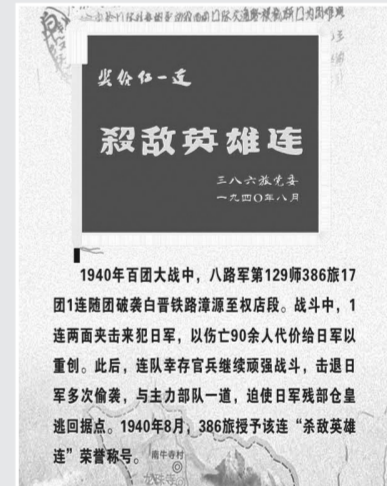 奖给红一连
殺敌英雄连
三八六旅党委
一九四〇年八月
1940年百团大战中，八路军第129师386旅17
团1连随团破袭白晋铁路漳源至权店段。战斗中，1
连两面夹击来犯日军，以伤亡90余人代价给日军以
重创。此后，连队幸存官兵继续顽强战斗，击退日
军多次偷袭，与主力部队一道，迫使日军残部仓皇
逃回据点。1940年8月，386旅授予该连“杀敌英雄
连”荣誉称号。
南牛寺村